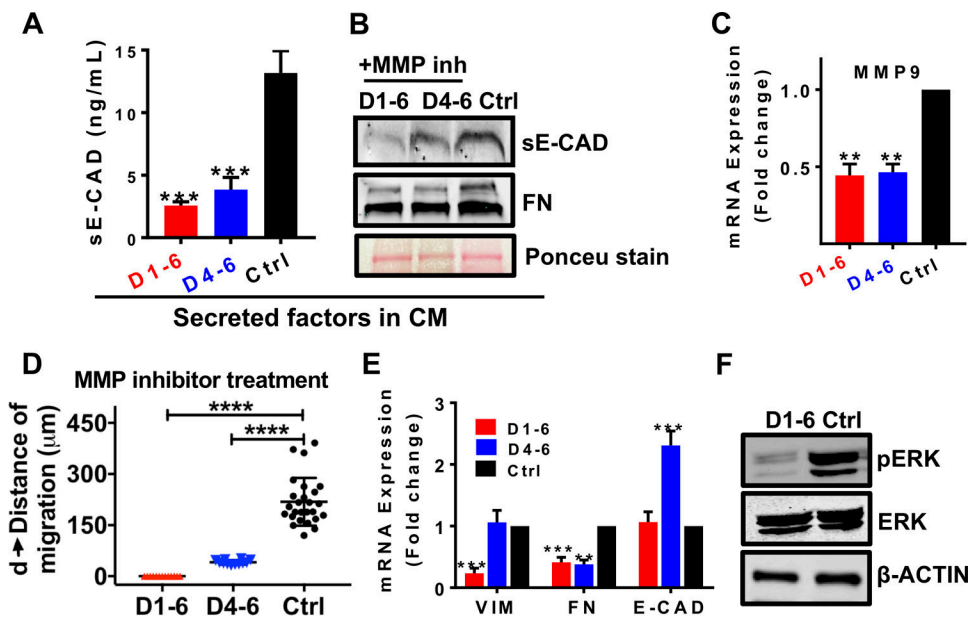 A
sE-CAD (ng/mL)
15
10
5
0
***
***
D1-6
D4-6
Ctrl
B
+MMP inh
D1-6 D4-6 Ctrl
sE-CAD
FN
Ponceu stain
Secreted factors in CM
C
mRNA Expression
(Fold change)
MMP9
1.0
0.5
**
**
D1-6
D4-6
Ctrl
D
MMP inhibitor treatment
d→Distance of
migration (μm)
450
300
150
0
****
****
D1-6
D4-6
Ctrl
E
mRNA Expression
(Fold change)
3
2
1
0
D1-6
D4-6
Ctrl
***
***
**
***
VIM
FN
E-CAD
F
D1-6 Ctrl
pERK
ERK
β-ACTIN